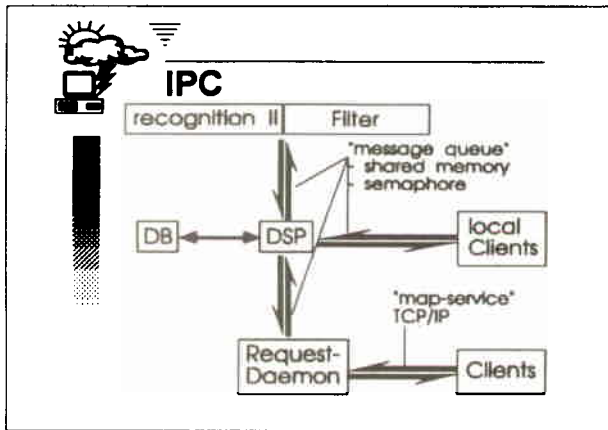 IPC
recognition II
Filter
"message queue"
- shared memory
- semaphore
DB
DSP
local
Clients
"map-service"
TCP/IP
Request-
Daemon
Clients